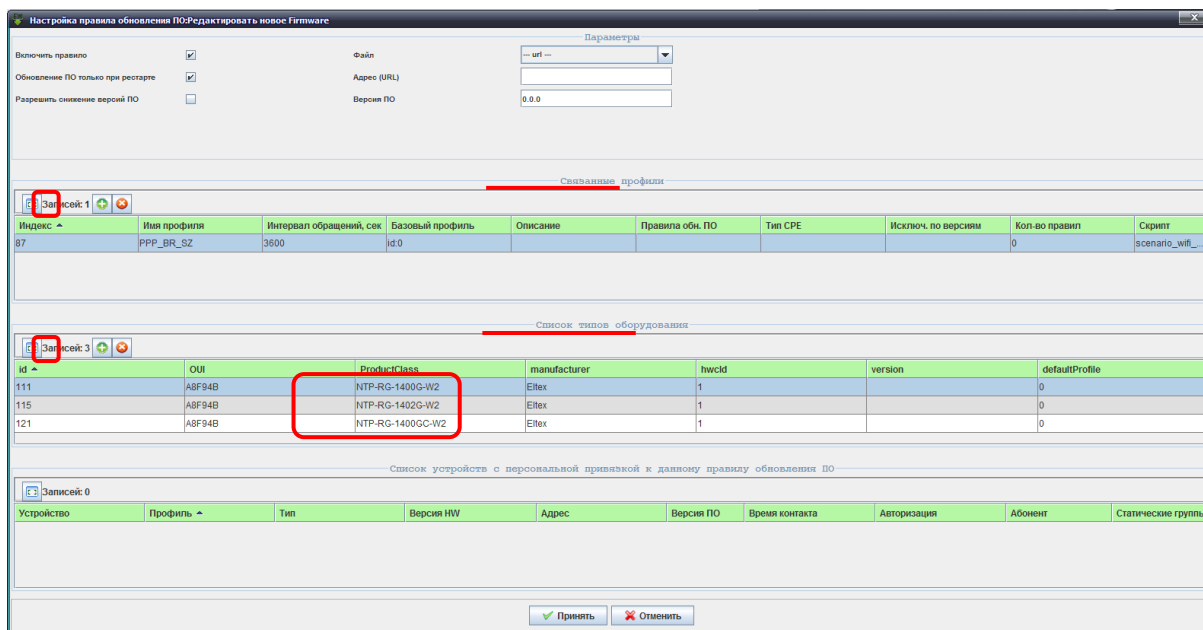 Настройка правила обновления ПО:Редактировать новое Firmware
Параметры
Включить правило Файл --- url ---
Обновление ПО только при рестарте Адрес (URL)
Разрешить снижение версий ПО Версия ПО 0.0.0
Связанные профили
Записей: 1
Индекс Имя профиля Интервал обращений, сек Базовый профиль Описание Правила обн. ПО Тип CPE Исключ. по версиям Кол-во правил Скрипт
87 PPP_BR_SZ 3600 id:0 0 scenario_wifi_...
Список типов оборудования
Записей: 3
id OUI ProductClass manufacturer hwcId version defaultProfile
111 A8F94B NTP-RG-1400G-W2 Eltex 1 0
115 A8F94B NTP-RG-1402G-W2 Eltex 1 0
121 A8F94B NTP-RG-1400GC-W2 Eltex 1 0
Список устройств с персональной привязкой к данному правилу обновления ПО
Записей: 0
Устройство Профиль Тип Версия HW Адрес Версия ПО Время контакта Авторизация Абонент Статические группы
Принять Отменить